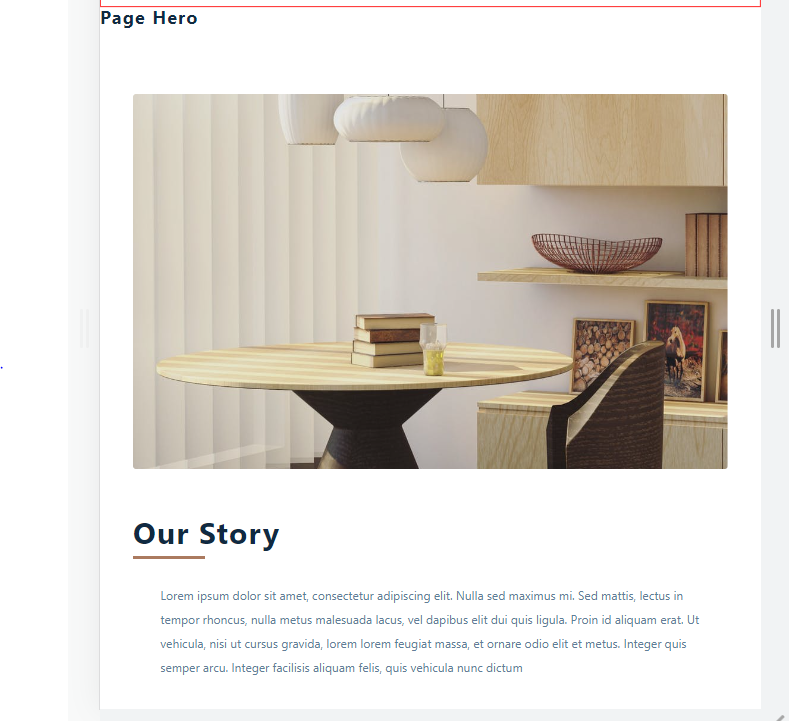 Page Hero
Our Story
Lorem ipsum dolor sit amet, consectetur adipiscing elit. Nulla sed maximus mi. Sed mattis, lectus in
tempor rhoncus, nulla metus malesuada lacus, vel dapibus elit dui quis ligula. Proin id aliquam erat. Ut
vehicula, nisi ut cursus gravida, lorem lorem feugiat massa, et ornare odio elit et metus. Integer quis
semper arcu. Integer facilisis aliquam felis, quis vehicula nunc dictum